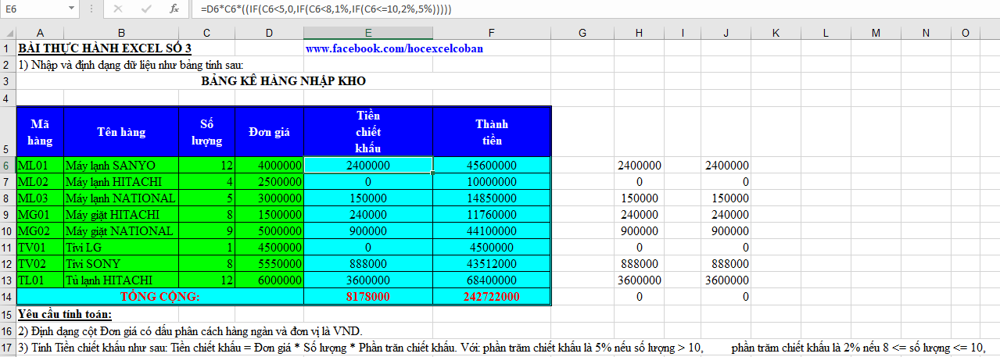 E6 fx =D6*C6*((IF(C6<5,0,IF(C6<8,1%,IF(C6<=10,2%,5%)))))
A B C D E F G H I J K L M N O
1 BÀI THỰC HÀNH EXCEL SỐ 3 www.facebook.com/hocexcelcoban
2 1) Nhập và định dạng dữ liệu như bảng tính sau:
3 BẢNG KÊ HÀNG NHẬP KHO
4
5 Mã hàng Tên hàng Số lượng Đơn giá Tiền chiết khấu Thành tiền
6 ML01 Máy lạnh SANYO 12 4000000 2400000 45600000 2400000 2400000
7 ML02 Máy lạnh HITACHI 4 2500000 0 10000000 0 0
8 ML03 Máy lạnh NATIONAL 5 3000000 150000 14850000 150000 150000
9 MG01 Máy giặt HITACHI 8 1500000 240000 11760000 240000 240000
10 MG02 Máy giặt NATIONAL 9 5000000 900000 44100000 900000 900000
11 TV01 Tivi LG 1 4500000 0 4500000 0 0
12 TV02 Tivi SONY 8 5550000 888000 43512000 888000 888000
13 TL01 Tủ lạnh HITACHI 12 6000000 3600000 68400000 3600000 3600000
14 TỔNG CỘNG: 8178000 242722000 0 0
15 Yêu cầu tính toán:
16 2) Định dạng cột Đơn giá có dấu phân cách hàng ngàn và đơn vị là VND.
17 3) Tính Tiền chiết khấu như sau: Tiền chiết khấu = Đơn giá * Số lượng * Phần trăn chiết khấu. Với: phần trăm chiết khấu là 5% nếu số lượng > 10, phần trăm chiết khấu là 2% nếu 8 <= số lượng <= 10,